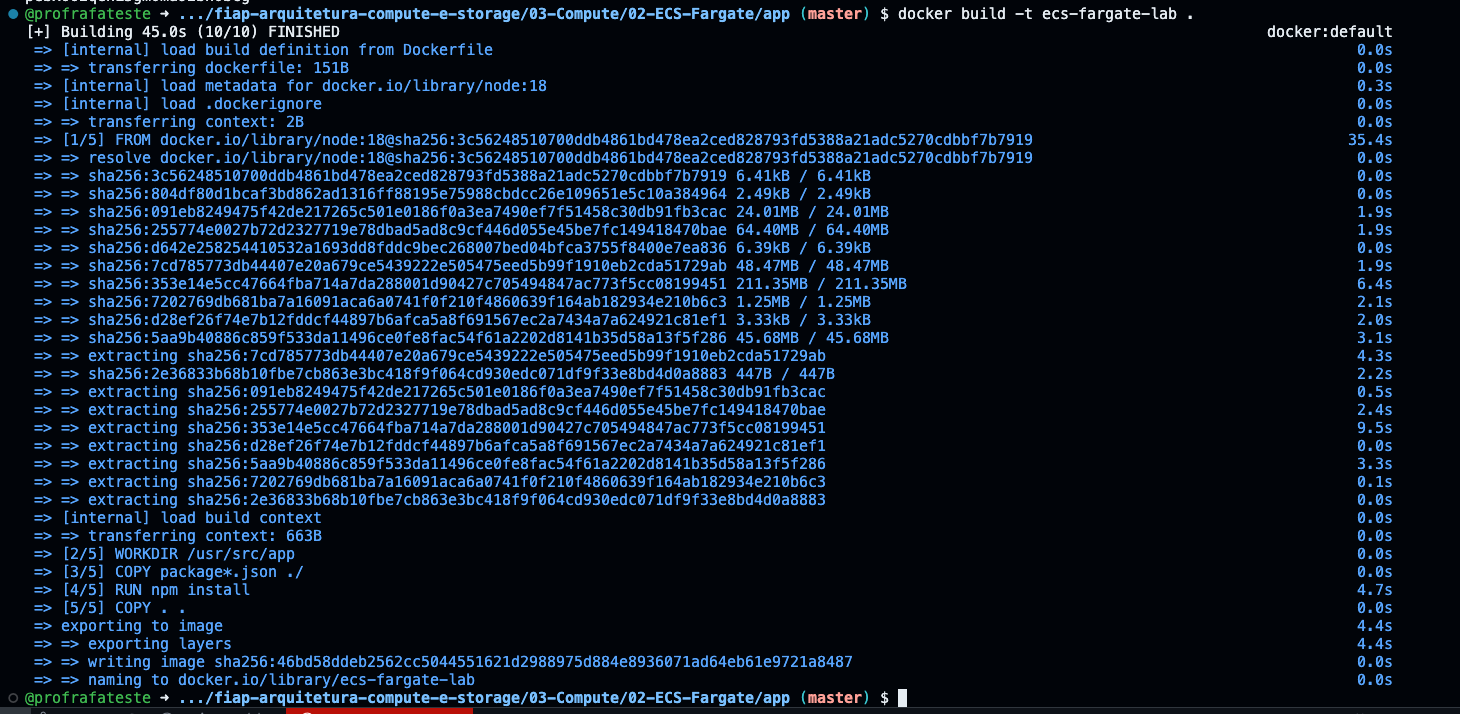 @profrafateste ➜ .../fiap-arquitetura-compute-e-storage/03-Compute/02-ECS-Fargate/app (master) $ docker build -t ecs-fargate-lab .
[+] Building 45.0s (10/10) FINISHED docker:default
=> [internal] load build definition from Dockerfile 0.0s
=> => transferring dockerfile: 151B 0.0s
=> [internal] load metadata for docker.io/library/node:18 0.3s
=> [internal] load .dockerignore 0.0s
=> => transferring context: 2B 0.0s
=> [1/5] FROM docker.io/library/node:18@sha256:3c56248510700ddb4861bd478ea2ced828793fd5388a21adc5270cdbbf7b7919 35.4s
=> => resolve docker.io/library/node:18@sha256:3c56248510700ddb4861bd478ea2ced828793fd5388a21adc5270cdbbf7b7919 0.0s
=> => sha256:3c56248510700ddb4861bd478ea2ced828793fd5388a21adc5270cdbbf7b7919 6.41kB / 6.41kB 0.0s
=> => sha256:804df80d1bcaf3bd862ad1316ff88195e75988cbdcc26e109651e5c10a384964 2.49kB / 2.49kB 0.0s
=> => sha256:091eb8249475f42de217265c501e0186f0a3ea7490ef7f51458c30db91fb3cac 24.01MB / 24.01MB 1.9s
=> => sha256:255774e0027b72d2327719e78dbad5ad8c9cf446d055e45be7fc149418470bae 64.40MB / 64.40MB 1.9s
=> => sha256:d642e258254410532a1693dd8fddc9bec268007bed04bfca3755f8400e7ea836 6.39kB / 6.39kB 0.0s
=> => sha256:7cd785773db44407e20a679ce5439222e505475eed5b99f1910eb2cda51729ab 48.47MB / 48.47MB 1.9s
=> => sha256:353e14e5cc47664fba714a7da288001d90427c705494847ac773f5cc08199451 211.35MB / 211.35MB 6.4s
=> => sha256:7202769db681ba7a16091aca6a0741f0f210f4860639f164ab182934e210b6c3 1.25MB / 1.25MB 2.1s
=> => sha256:d28ef26f74e7b12fddcf44897b6afca5a8f691567ec2a7434a7a624921c81ef1 3.33kB / 3.33kB 2.0s
=> => sha256:5aa9b40886c859f533da11496ce0fe8fac54f61a2202d8141b35d58a13f5f286 45.68MB / 45.68MB 3.1s
=> => extracting sha256:7cd785773db44407e20a679ce5439222e505475eed5b99f1910eb2cda51729ab 4.3s
=> => sha256:2e36833b68b10fbe7cb863e3bc418f9f064cd930edc071df9f33e8bd4d0a8883 447B / 447B 2.2s
=> => extracting sha256:091eb8249475f42de217265c501e0186f0a3ea7490ef7f51458c30db91fb3cac 0.5s
=> => extracting sha256:255774e0027b72d2327719e78dbad5ad8c9cf446d055e45be7fc149418470bae 2.4s
=> => extracting sha256:353e14e5cc47664fba714a7da288001d90427c705494847ac773f5cc08199451 9.5s
=> => extracting sha256:d28ef26f74e7b12fddcf44897b6afca5a8f691567ec2a7434a7a624921c81ef1 0.0s
=> => extracting sha256:5aa9b40886c859f533da11496ce0fe8fac54f61a2202d8141b35d58a13f5f286 3.3s
=> => extracting sha256:7202769db681ba7a16091aca6a0741f0f210f4860639f164ab182934e210b6c3 0.1s
=> => extracting sha256:2e36833b68b10fbe7cb863e3bc418f9f064cd930edc071df9f33e8bd4d0a8883 0.0s
=> [internal] load build context 0.0s
=> => transferring context: 663B 0.0s
=> [2/5] WORKDIR /usr/src/app 0.0s
=> [3/5] COPY package*.json ./ 0.0s
=> [4/5] RUN npm install 4.7s
=> [5/5] COPY . . 0.0s
=> exporting to image 4.4s
=> => exporting layers 4.4s
=> => writing image sha256:46bd58ddeb2562cc5044551621d2988975d884e8936071ad64eb61e9721a8487 0.0s
=> => naming to docker.io/library/ecs-fargate-lab 0.0s
@profrafateste ➜ .../fiap-arquitetura-compute-e-storage/03-Compute/02-ECS-Fargate/app (master) $